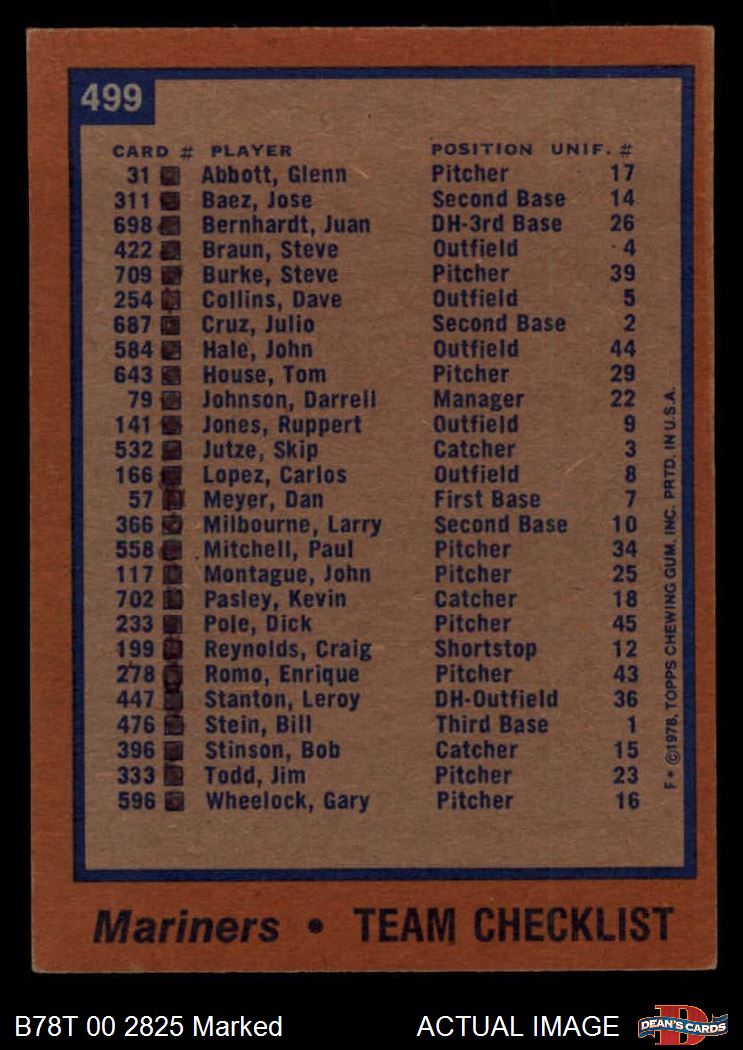 499
CARD # PLAYER POSITION UNIF. #
31 Abbott, Glenn Pitcher 17
311 Baez, Jose Second Base 14
698 Bernhardt, Juan DH-3rd Base 26
422 Braun, Steve Outfield 4
709 Burke, Steve Pitcher 39
254 Collins, Dave Outfield 5
687 Cruz, Julio Second Base 2
584 Hale, John Outfield 44
643 House, Tom Pitcher 29
79 Johnson, Darrell Manager 22
141 Jones, Ruppert Outfield 9
532 Jutze, Skip Catcher 3
166 Lopez, Carlos Outfield 8
57 Meyer, Dan First Base 7
366 Milbourne, Larry Second Base 10
558 Mitchell, Paul Pitcher 34
117 Montague, John Pitcher 25
702 Pasley, Kevin Catcher 18
233 Pole, Dick Pitcher 45
199 Reynolds, Craig Shortstop 12
278 Romo, Enrique Pitcher 43
447 Stanton, Leroy DH-Outfield 36
476 Stein, Bill Third Base 1
396 Stinson, Bob Catcher 15
333 Todd, Jim Pitcher 23
596 Wheelock, Gary Pitcher 16
F* ©1978, TOPPS CHEWING GUM, INC. PRTD. IN U.S.A.
Mariners • TEAM CHECKLIST
B78T 00 2825 Marked ACTUAL IMAGE
D
DEAN'S CARDS